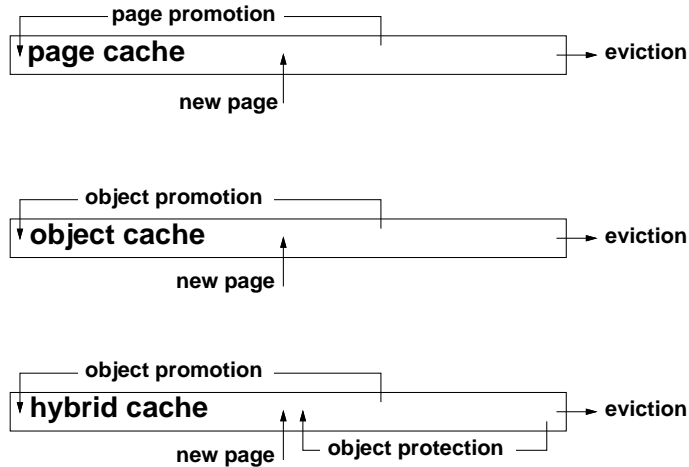 page promotion
page cache
eviction
new page
object promotion
object cache
eviction
new page
object promotion
hybrid cache
eviction
new page
object protection